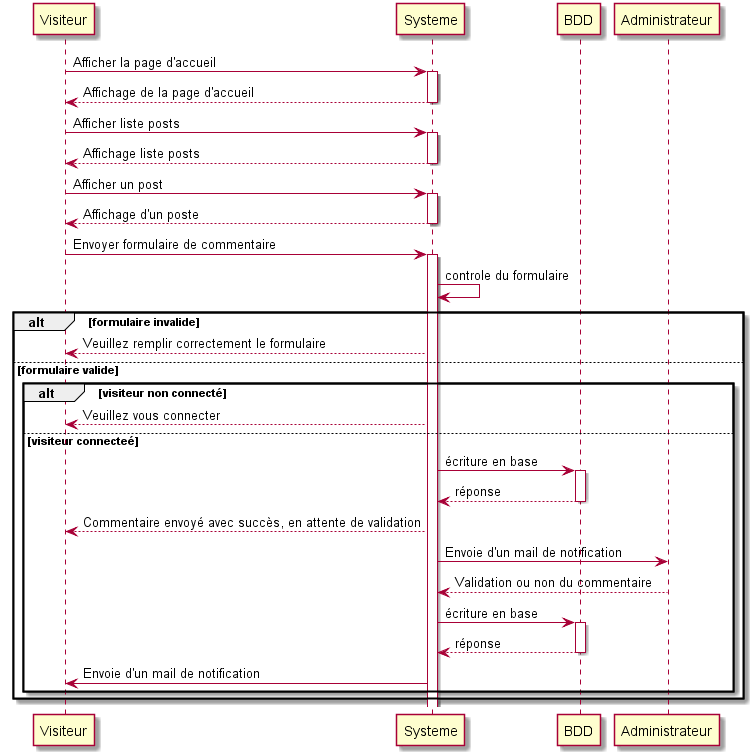 Visiteur
Systeme
BDD
Administrateur
Afficher la page d'accueil
Affichage de la page d'accueil
Afficher liste posts
Affichage liste posts
Afficher un post
Affichage d'un poste
Envoyer formulaire de commentaire
controle du formulaire
alt [formulaire invalide]
Veuillez remplir correctement le formulaire
[formulaire valide]
alt [visiteur non connecté]
Veuillez vous connecter
[visiteur connecteé]
écriture en base
réponse
Commentaire envoyé avec succès, en attente de validation
Envoie d'un mail de notification
Validation ou non du commentaire
écriture en base
réponse
Envoie d'un mail de notification
Visiteur
Systeme
BDD
Administrateur